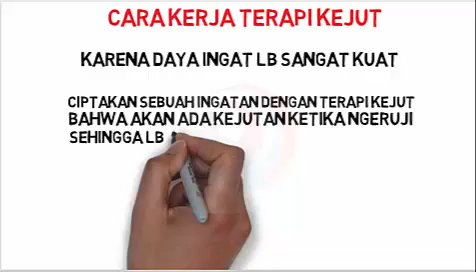 CARA KERJA TERAPI KEJUT
KARENA DAYA INGAT LB SANGAT KUAT
CIPTAKAN SEBUAH INGATAN DENGAN TERAPI KEJUT
BAHWA AKAN ADA KEJUTAN KETIKA NGERUJI
SEHINGGA LB